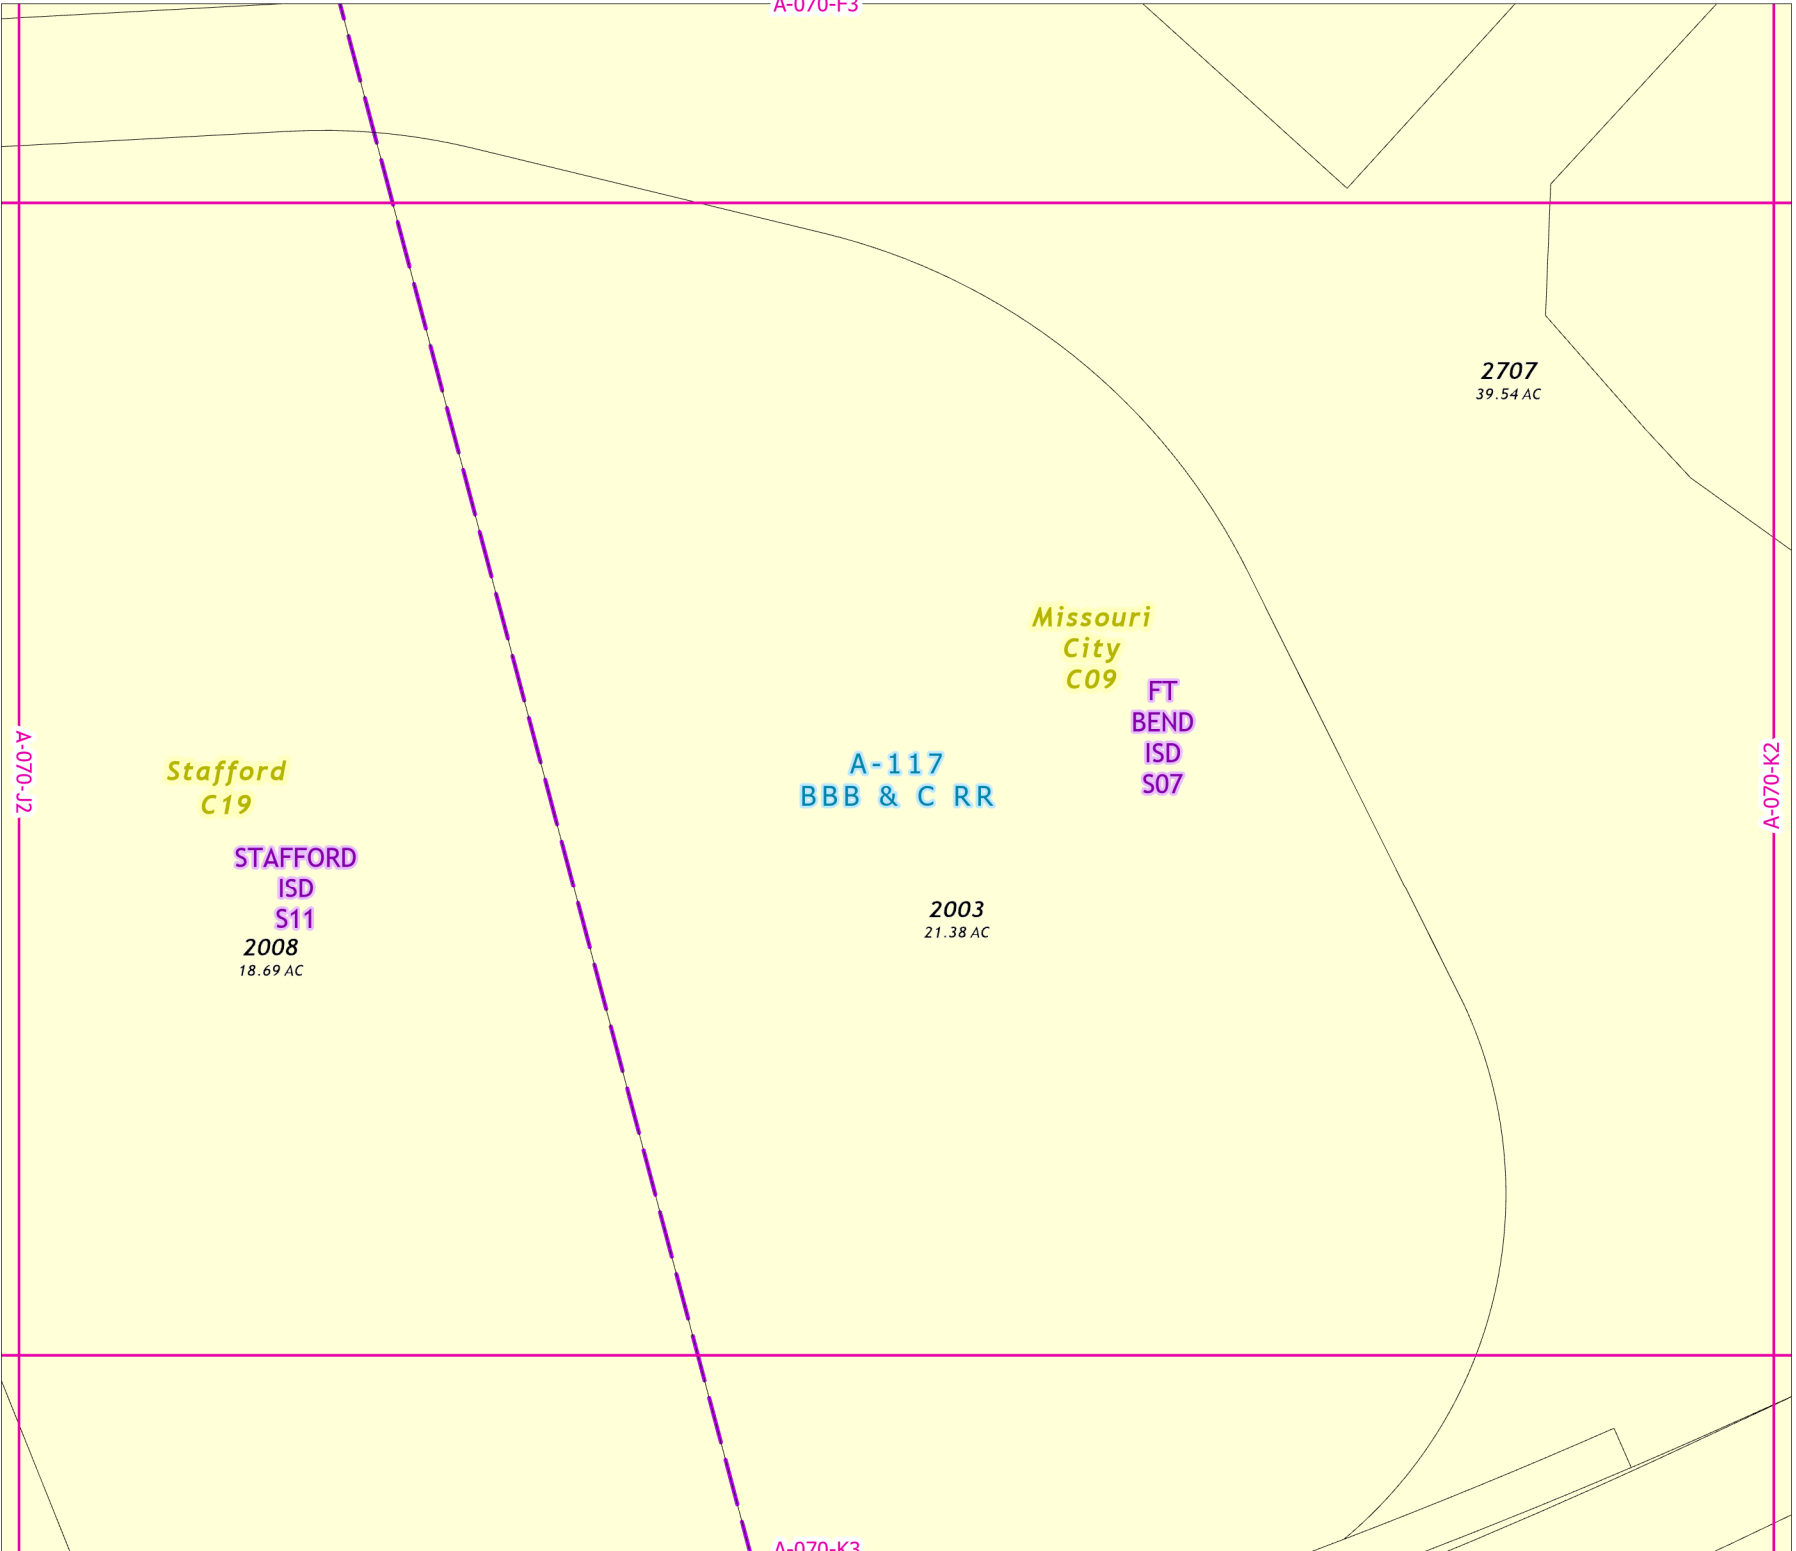 A-070-F3
2707
39.54 AC
Missouri
City
C09
FT
BEND
ISD
S07
A-070-J2
A-070-K2
Stafford
C19
A-117
BBB & C RR
STAFFORD
ISD
S11
2008
18.69 AC
2003
21.38 AC
A-070-K3